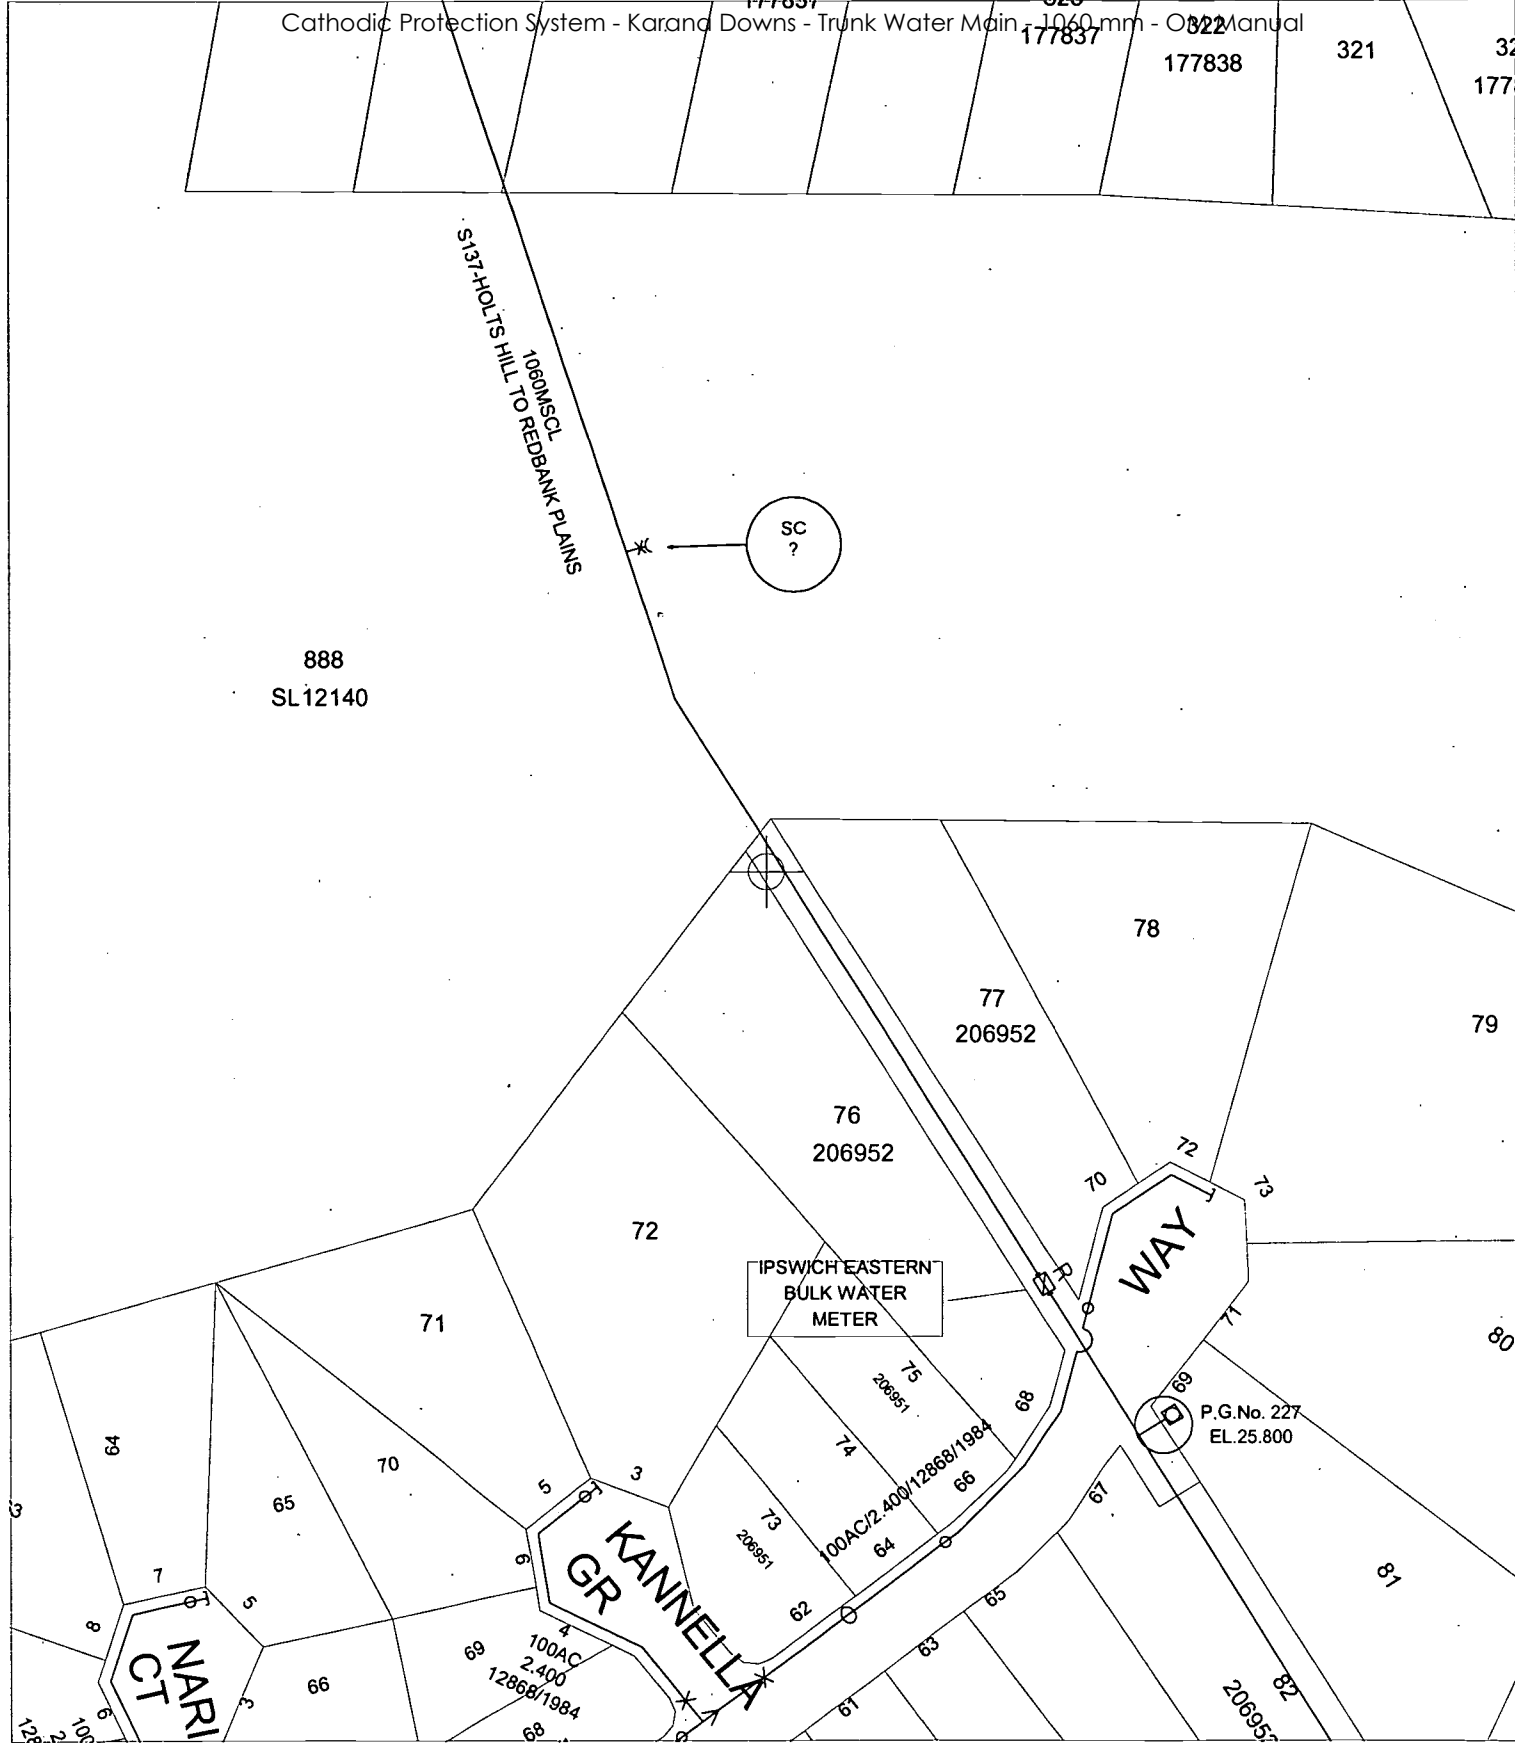 Cathodic Protection System - Karana Downs - Trunk Water Main - 1060 mm - OM Manual
177837
322
177838
321
S137-HOLTS HILL TO REDBANK PLAINS
1060MSCL
SC
?
888
SL12140
78
77
206952
79
76
206952
72
70
73
72
WAY
R
IPSWICH EASTERN
BULK WATER
METER
71
71
80
75
206951
68
69
P.G.No. 227
EL.25.800
64
70
74
100AC/2.400/12868/1984
66
67
5
3
65
73
206951
64
6
KANNELLA
GR
81
7
5
62
65
8
4
63
69
100AC
2.400
12868/1984
NARI
CT
66
3
82
6
61
68